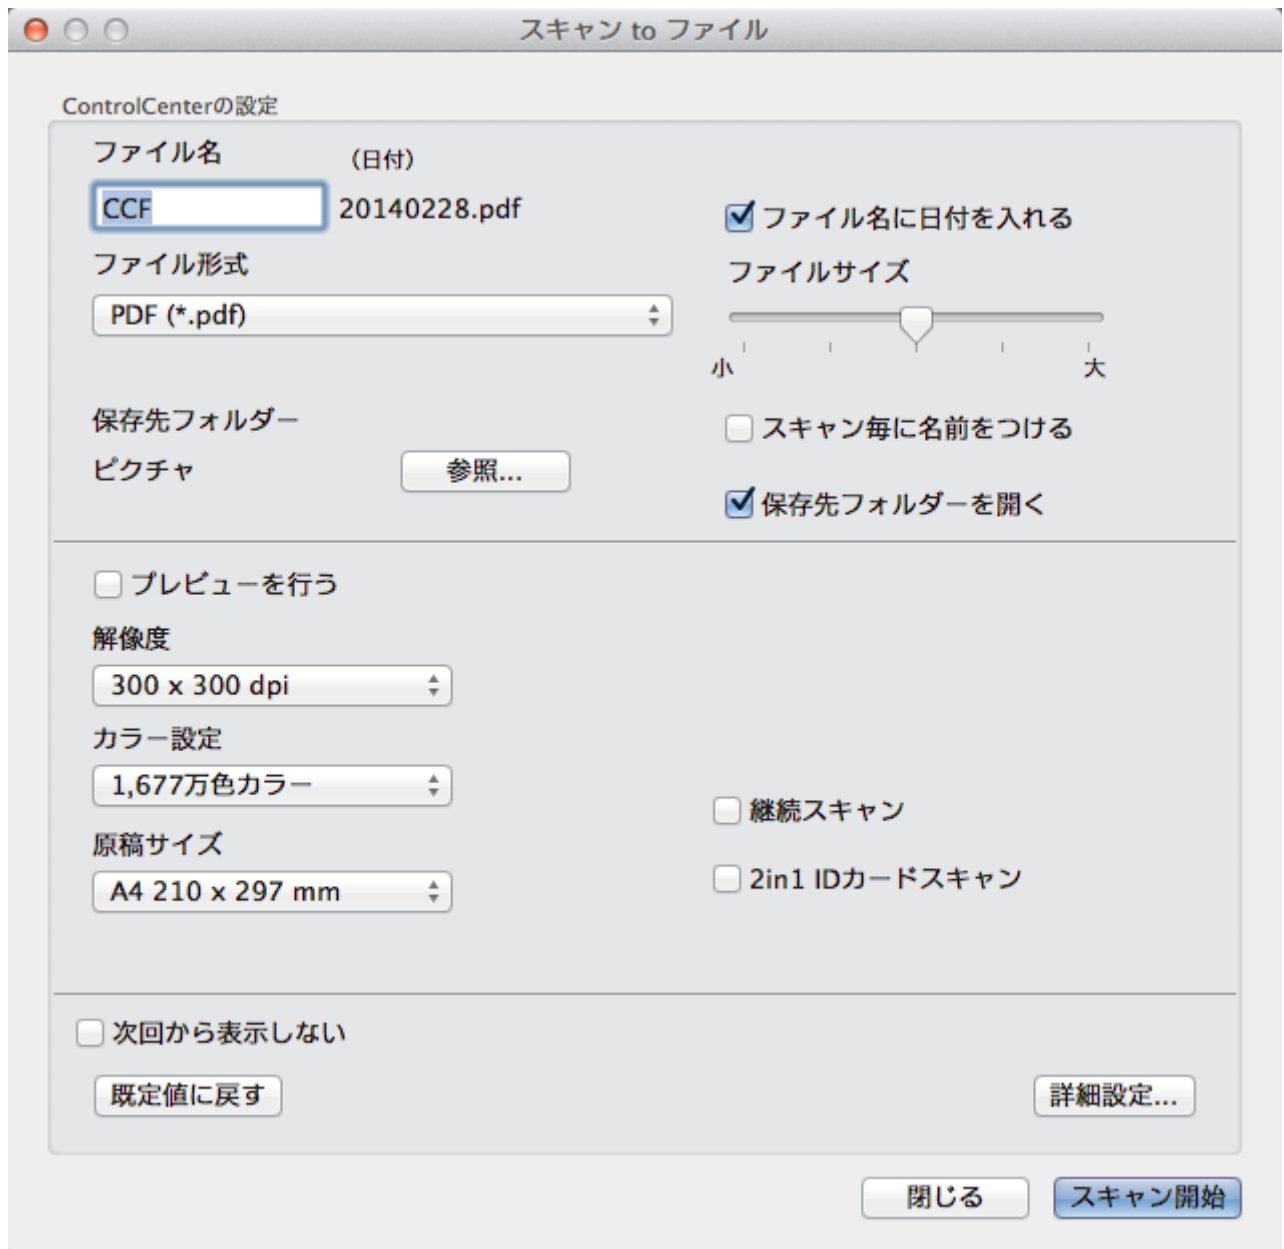 スキャン to ファイル
ControlCenterの設定
ファイル名
（日付）
CCF
20140228.pdf
ファイル名に日付を入れる
ファイル形式
ファイルサイズ
PDF (*.pdf)
小
大
保存先フォルダー
スキャン毎に名前をつける
ピクチャ
参照...
保存先フォルダーを開く
プレビューを行う
解像度
300 x 300 dpi
カラー設定
1,677万色カラー
継続スキャン
原稿サイズ
A4 210 x 297 mm
2in1 IDカードスキャン
次回から表示しない
既定値に戻す
詳細設定...
閉じる
スキャン開始